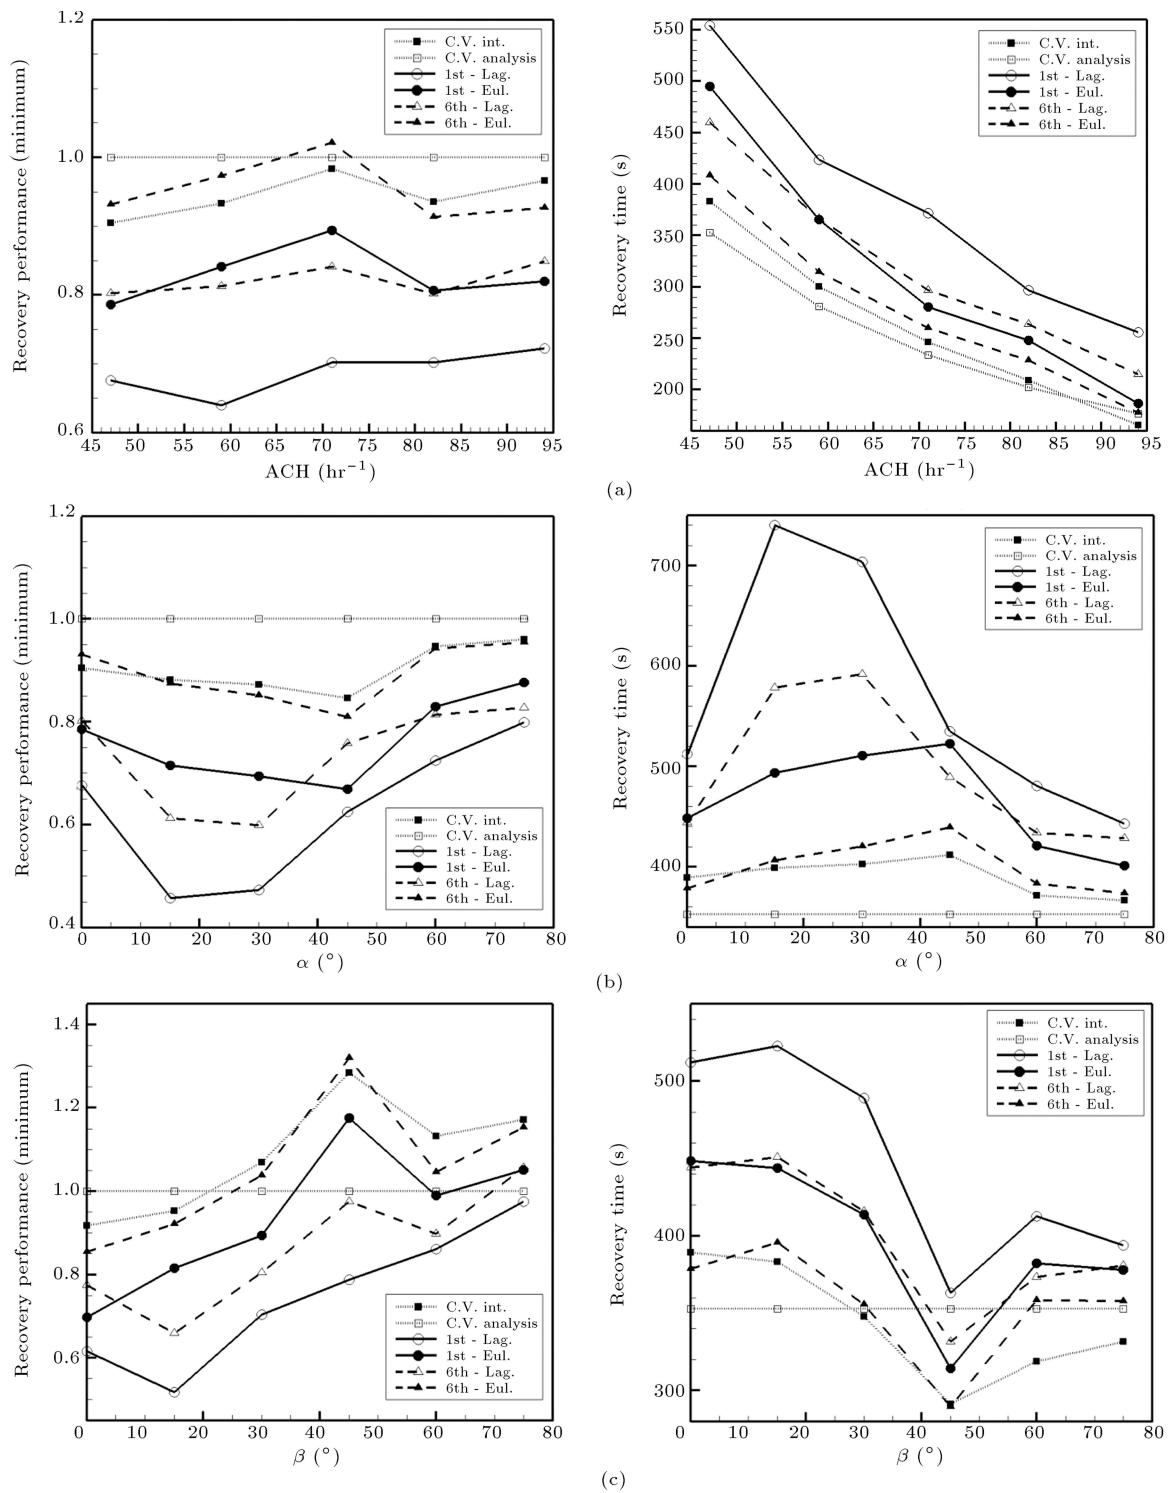 Recovery performance (minimum)
1.2
1.0
0.8
0.6
45 50 55 60 65 70 75 80 85 90 95
ACH (hr−1)
C.V. int.
C.V. analysis
1st - Lag.
1st - Eul.
6th - Lag.
6th - Eul.
Recovery time (s)
550
500
450
400
350
300
250
200
45 50 55 60 65 70 75 80 85 90 95
ACH (hr−1)
C.V. int.
C.V. analysis
1st - Lag.
1st - Eul.
6th - Lag.
6th - Eul.
(a)
Recovery performance (minimum)
1.2
1.0
0.8
0.6
0.4
0 10 20 30 40 50 60 70 80
α (°)
C.V. int.
C.V. analysis
1st - Lag.
1st - Eul.
6th - Lag.
6th - Eul.
Recovery time (s)
700
600
500
400
0 10 20 30 40 50 60 70 80
α (°)
C.V. int.
C.V. analysis
1st - Lag.
1st - Eul.
6th - Lag.
6th - Eul.
(b)
Recovery performance (minimum)
1.4
1.2
1.0
0.8
0.6
0 10 20 30 40 50 60 70 80
β (°)
C.V. int.
C.V. analysis
1st - Lag.
1st - Eul.
6th - Lag.
6th - Eul.
Recovery time (s)
500
400
300
0 10 20 30 40 50 60 70 80
β (°)
C.V. int.
C.V. analysis
1st - Lag.
1st - Eul.
6th - Lag.
6th - Eul.
(c)